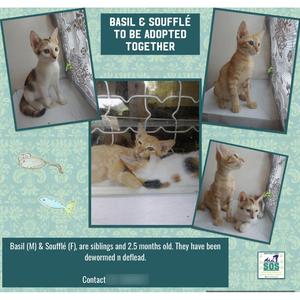 BASIL & SOUFFLÉ
TO BE ADOPTED
TOGETHER
Basil (M) & Soufflé (F), are siblings and 2.5 months old. They have been
dewormed n deflead.
Contact
SOS